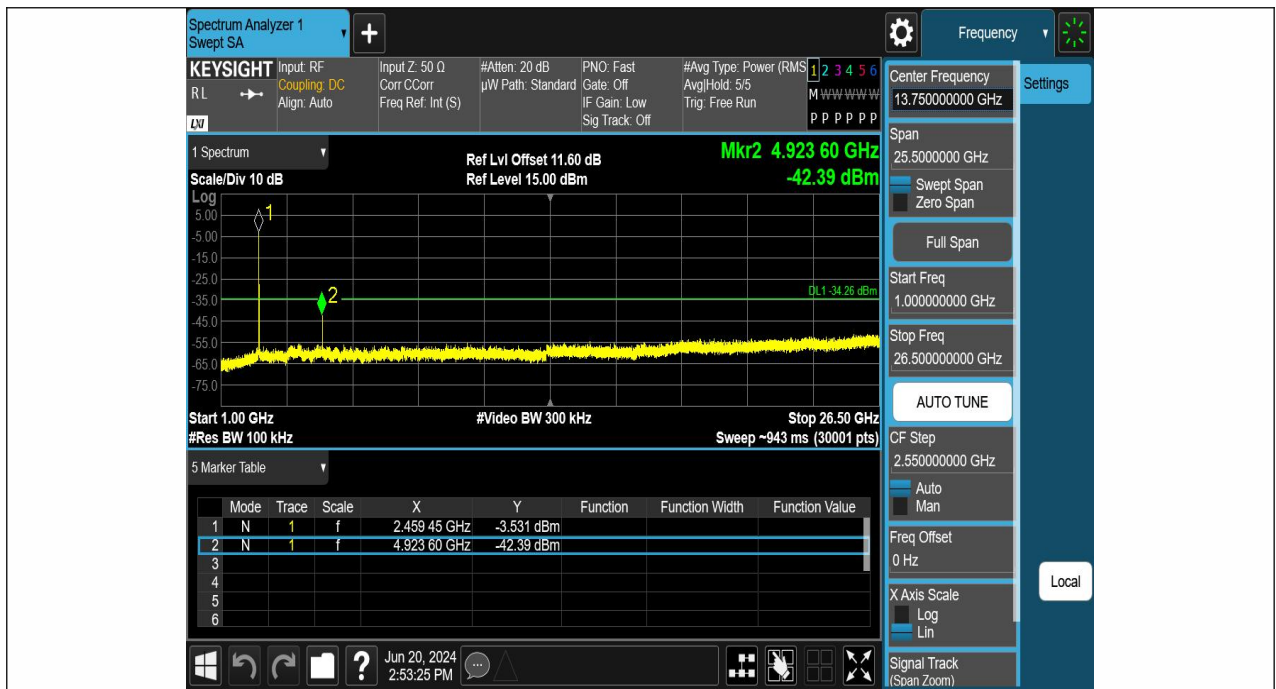 Spectrum Analyzer 1
Swept SA
+
Frequency
KEYSIGHT
RL
LXI
Input: RF
Coupling: DC
Align: Auto
Input Z: 50 Ω
Corr CCorr
Freq Ref: Int (S)
#Atten: 20 dB
µW Path: Standard
PNO: Fast
Gate: Off
IF Gain: Low
Sig Track: Off
#Avg Type: Power (RMS
Avg|Hold: 5/5
Trig: Free Run
1 2 3 4 5 6
M W W W W W
P P P P P P
1 Spectrum
Scale/Div 10 dB
Ref Lvl Offset 11.60 dB
Ref Level 15.00 dBm
Mkr2 4.923 60 GHz
-42.39 dBm
Log
5.00
-5.00
-15.0
-25.0
-35.0
-45.0
-55.0
-65.0
-75.0
1
2
DL1 -34.26 dBm
Start 1.00 GHz
#Video BW 300 kHz
Stop 26.50 GHz
#Res BW 100 kHz
Sweep ~943 ms (30001 pts)
5 Marker Table
Mode Trace Scale X Y Function Function Width Function Value
1 N 1 f 2.459 45 GHz -3.531 dBm
2 N 1 f 4.923 60 GHz -42.39 dBm
3
4
5
6
?
Jun 20, 2024
2:53:25 PM
Center Frequency
13.750000000 GHz
Settings
Span
25.5000000 GHz
Swept Span
Zero Span
Full Span
Start Freq
1.000000000 GHz
Stop Freq
26.500000000 GHz
AUTO TUNE
CF Step
2.550000000 GHz
Auto
Man
Freq Offset
0 Hz
Local
X Axis Scale
Log
Lin
Signal Track
(Span Zoom)